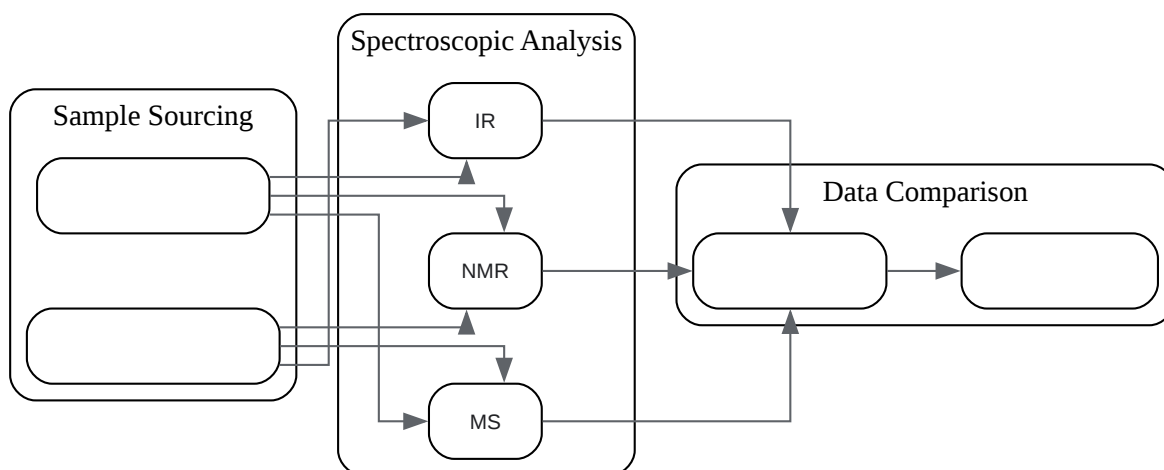 Spectroscopic Analysis
Sample Sourcing
IR
Data Comparison
NMR
MS